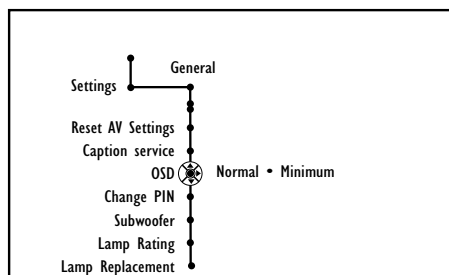 General
Settings
Reset AV Settings
Caption service
OSD Normal • Minimum
Change PIN
Subwoofer
Lamp Rating
Lamp Replacement